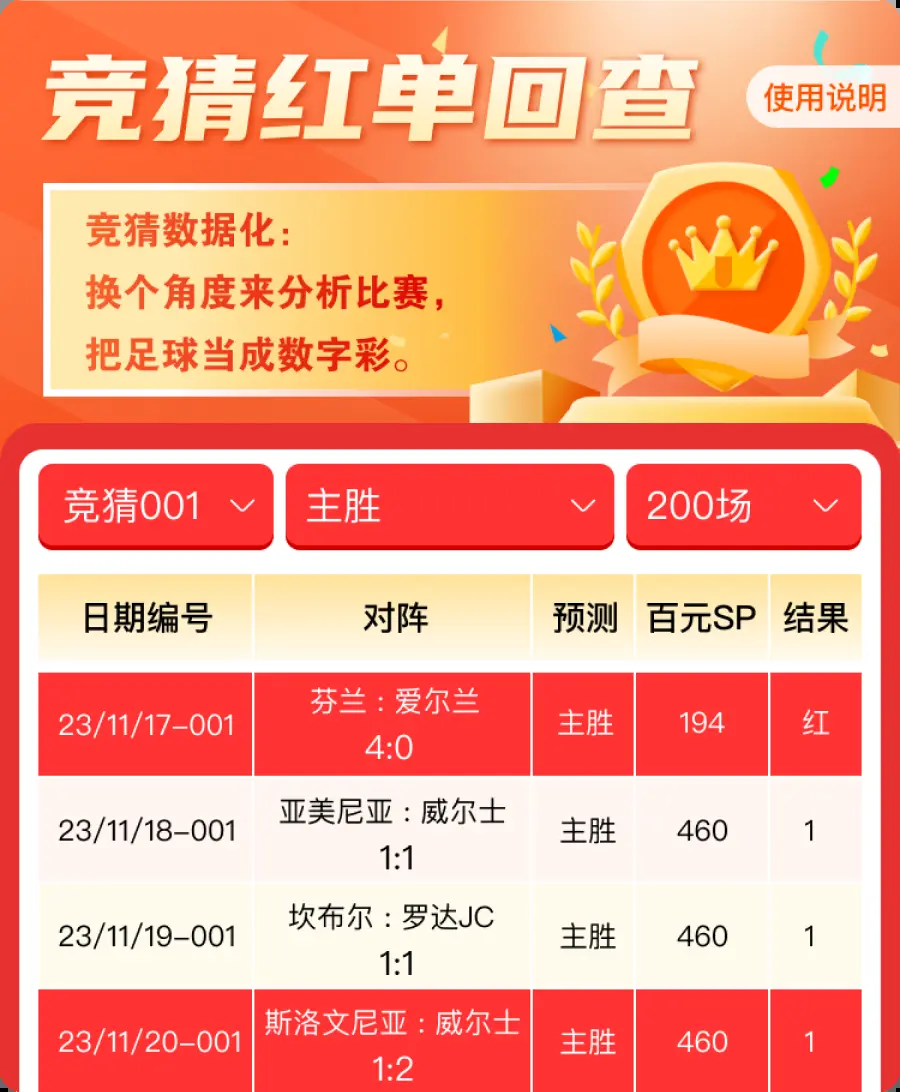 竞猜红单回查
使用说明
竞猜数据化：
换个角度来分析比赛，
把足球当成数字彩。
竞猜001 主胜 200场
日期编号 对阵 预测 百元SP 结果
芬兰：爱尔兰
23/11/17-001 主胜 194 红
4:0
亚美尼亚：威尔士
23/11/18-001 主胜 460 1
1:1
坎布尔：罗达JC
23/11/19-001 主胜 460 1
1:1
斯洛文尼亚：威尔士
23/11/20-001 主胜 460 1
1:2